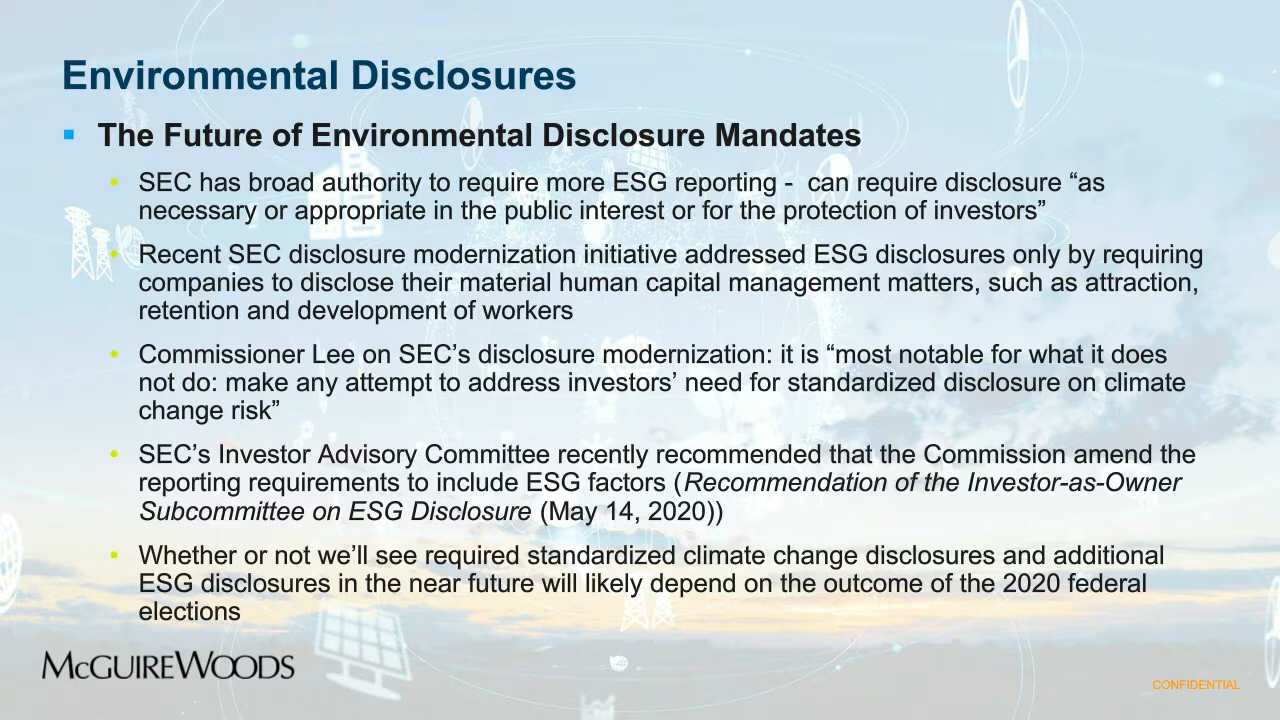 Environmental Disclosures
▪ The Future of Environmental Disclosure Mandates
• SEC has broad authority to require more ESG reporting - can require disclosure “as
necessary or appropriate in the public interest or for the protection of investors”
• Recent SEC disclosure modernization initiative addressed ESG disclosures only by requiring
companies to disclose their material human capital management matters, such as attraction,
retention and development of workers
• Commissioner Lee on SEC’s disclosure modernization: it is “most notable for what it does
not do: make any attempt to address investors’ need for standardized disclosure on climate
change risk”
• SEC’s Investor Advisory Committee recently recommended that the Commission amend the
reporting requirements to include ESG factors (Recommendation of the Investor-as-Owner
Subcommittee on ESG Disclosure (May 14, 2020))
• Whether or not we’ll see required standardized climate change disclosures and additional
ESG disclosures in the near future will likely depend on the outcome of the 2020 federal
elections
McGUIREWOODS
CONFIDENTIAL